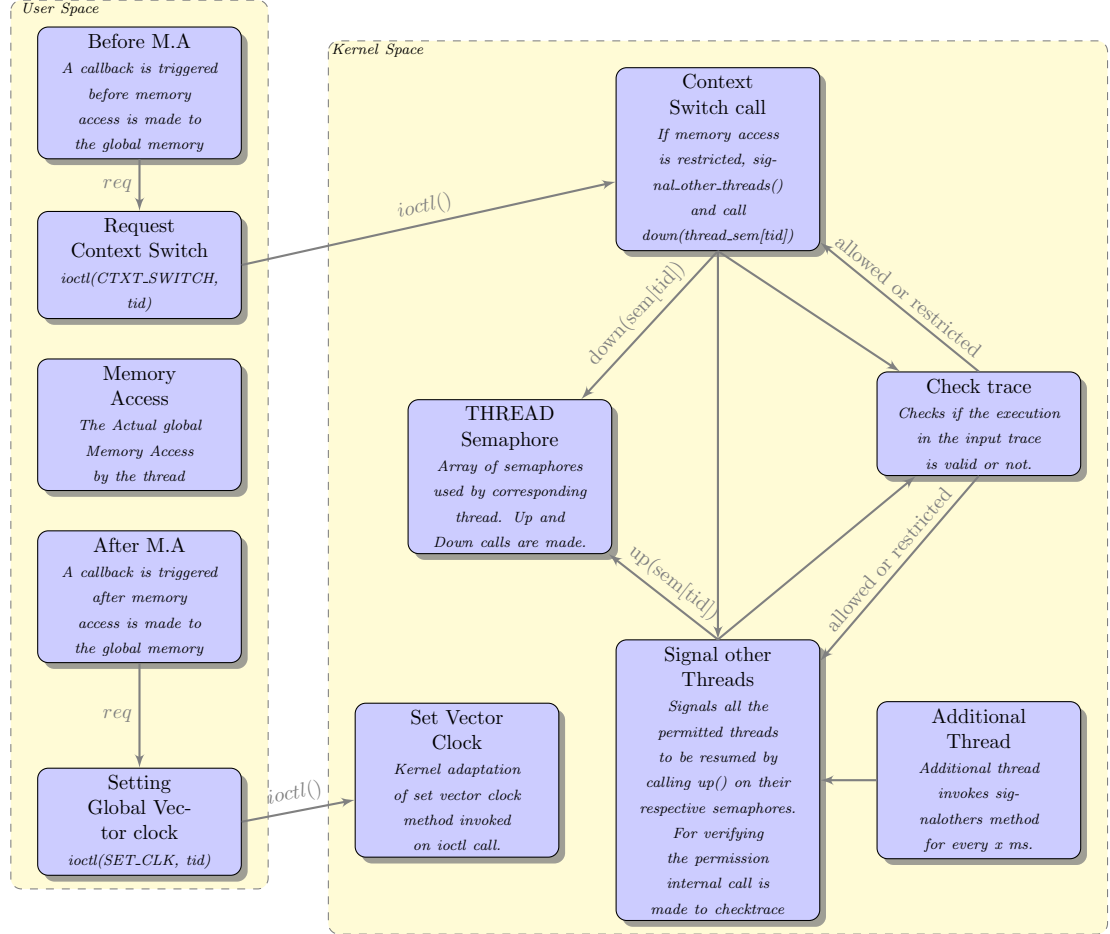 User Space
Before M.A
A callback is triggered
before memory
access is made to
the global memory
req
Request
Context Switch
ioctl(CTXT_SWITCH,
tid)
Memory
Access
The Actual global
Memory Access
by the thread
After M.A
A callback is triggered
after memory
access is made to
the global memory
req
Setting
Global Vec-
tor clock
ioctl(SET_CLK, tid)
ioctl()
ioctl()
Kernel Space
Context
Switch call
If memory access
is restricted, sig-
nal_other_threads()
and call
down(thread_sem[tid])
down(sem[tid])
allowed or restricted
THREAD
Semaphore
Array of semaphores
used by corresponding
thread. Up and
Down calls are made.
Check trace
Checks if the execution
in the input trace
is valid or not.
up(sem[tid])
allowed or restricted
Set Vector
Clock
Kernel adaptation
of set vector clock
method invoked
on ioctl call.
Signal other
Threads
Signals all the
permitted threads
to be resumed by
calling up() on their
respective semaphores.
For verifying
the permission
internal call is
made to checktrace
Additional
Thread
Additional thread
invokes sig-
nalothers method
for every x ms.